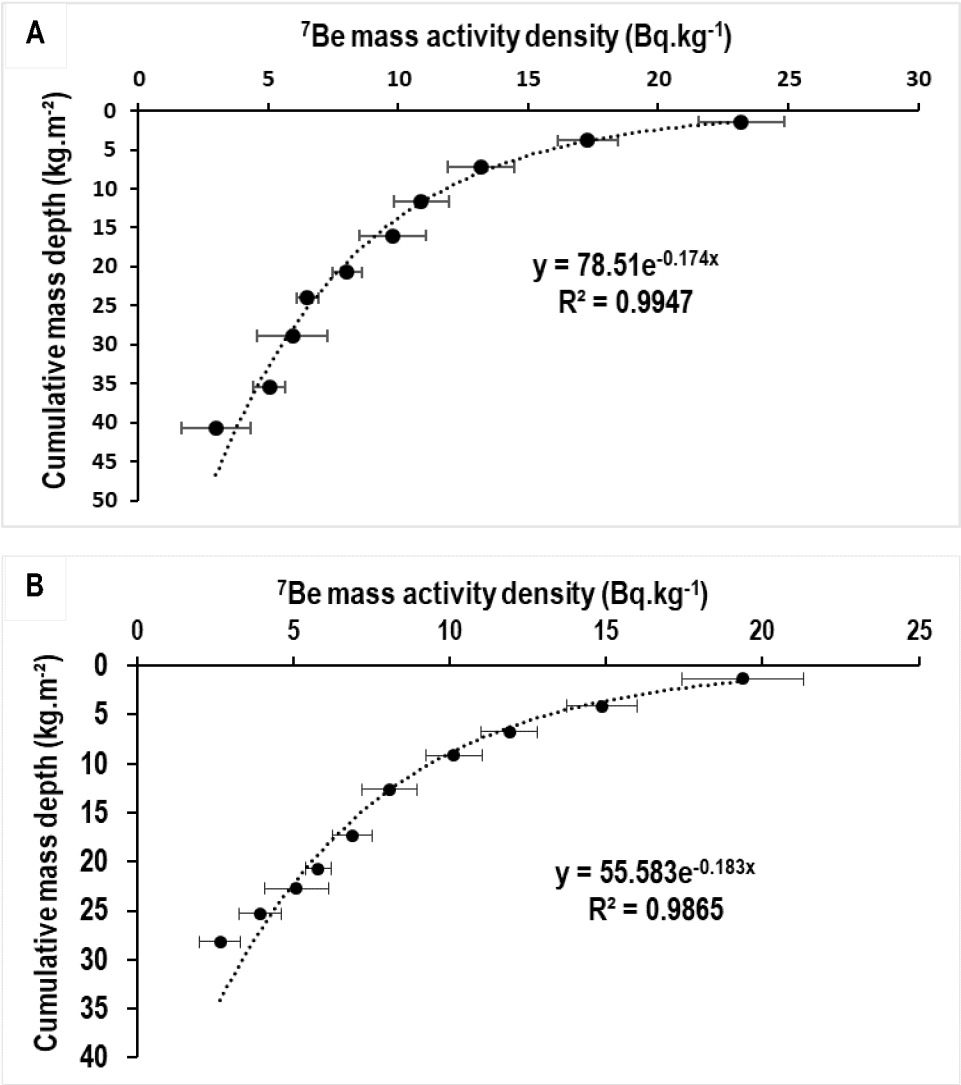 A
⁷Be mass activity density (Bq.kg⁻¹)
0 5 10 15 20 25 30
Cumulative mass depth (kg.m⁻²)
0
5
10
15
20
25
30
35
40
45
50
y = 78.51e⁻⁰·¹⁷⁴ˣ
R² = 0.9947
B
⁷Be mass activity density (Bq.kg⁻¹)
0 5 10 15 20 25
Cumulative mass depth (kg.m⁻²)
0
5
10
15
20
25
30
35
40
y = 55.583e⁻⁰·¹⁸³ˣ
R² = 0.9865